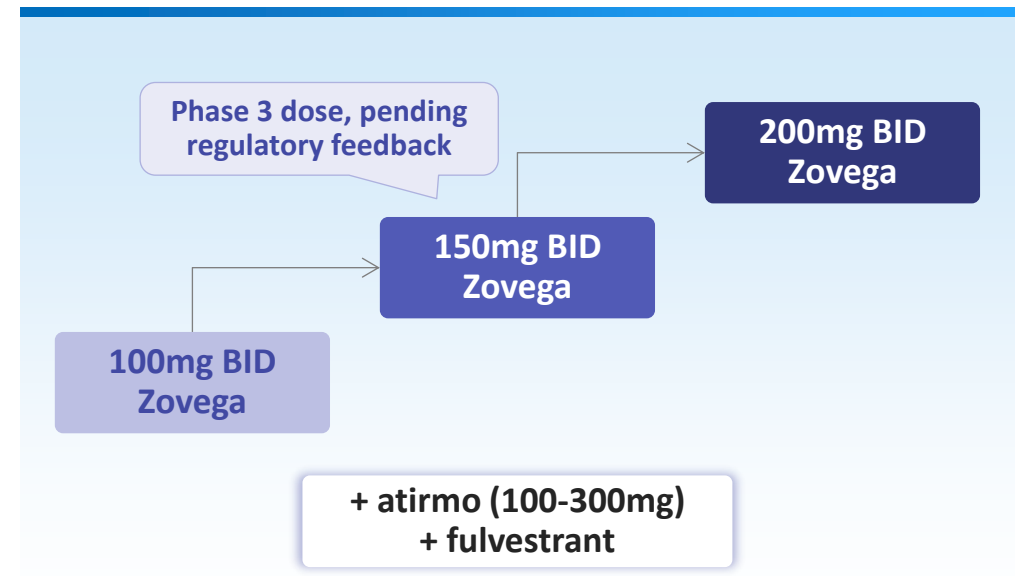 Phase 3 dose, pending
regulatory feedback
200mg BID
Zovega
150mg BID
Zovega
100mg BID
Zovega
+ atirmo (100-300mg)
+ fulvestrant